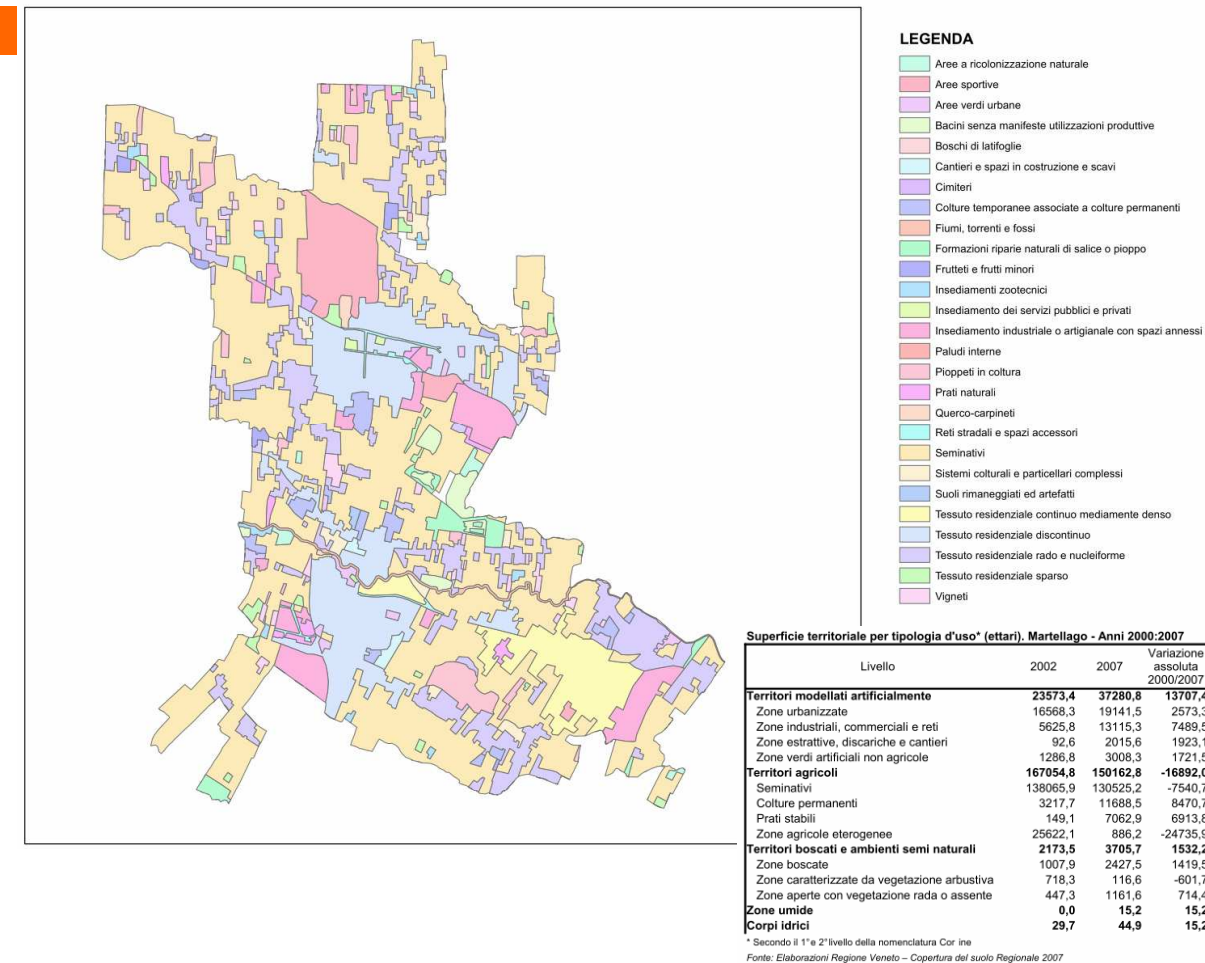 LEGENDA
Aree a ricolonizzazione naturale
Aree sportive
Aree verdi urbane
Bacini senza manifeste utilizzazioni produttive
Boschi di latifoglie
Cantieri e spazi in costruzione e scavi
Cimiteri
Colture temporanee associate a colture permanenti
Fiumi, torrenti e fossi
Formazioni riparie naturali di salice o pioppo
Frutteti e frutti minori
Insediamenti zootecnici
Insediamento dei servizi pubblici e privati
Insediamento industriale o artigianale con spazi annessi
Paludi interne
Pioppeti in coltura
Prati naturali
Querco-carpineti
Reti stradali e spazi accessori
Seminativi
Sistemi colturali e particellari complessi
Suoli rimaneggiati ed artefatti
Tessuto residenziale continuo mediamente denso
Tessuto residenziale discontinuo
Tessuto residenziale rado e nucleiforme
Tessuto residenziale sparso
Vigneti
Superficie territoriale per tipologia d'uso* (ettari). Martellago - Anni 2000:2007
Livello 2002 2007 Variazione assoluta 2000/2007
Territori modellati artificialmente 23573,4 37280,8 13707,4
Zone urbanizzate 16568,3 19141,5 2573,3
Zone industriali, commerciali e reti 5625,8 13115,3 7489,5
Zone estrattive, discariche e cantieri 92,6 2015,6 1923,1
Zone verdi artificiali non agricole 1286,8 3008,3 1721,5
Territori agricoli 167054,8 150162,8 -16892,0
Seminativi 138065,9 130525,2 -7540,7
Colture permanenti 3217,7 11688,5 8470,7
Prati stabili 149,1 7062,9 6913,8
Zone agricole eterogenee 25622,1 886,2 -24735,9
Territori boscati e ambienti semi naturali 2173,5 3705,7 1532,2
Zone boscate 1007,9 2427,5 1419,5
Zone caratterizzate da vegetazione arbustiva 718,3 116,6 -601,7
Zone aperte con vegetazione rada o assente 447,3 1161,6 714,4
Zone umide 0,0 15,2 15,2
Corpi idrici 29,7 44,9 15,2
* Secondo il 1° e 2° livello della nomenclatura Cor ine
Fonte: Elaborazioni Regione Veneto – Copertura del suolo Regionale 2007